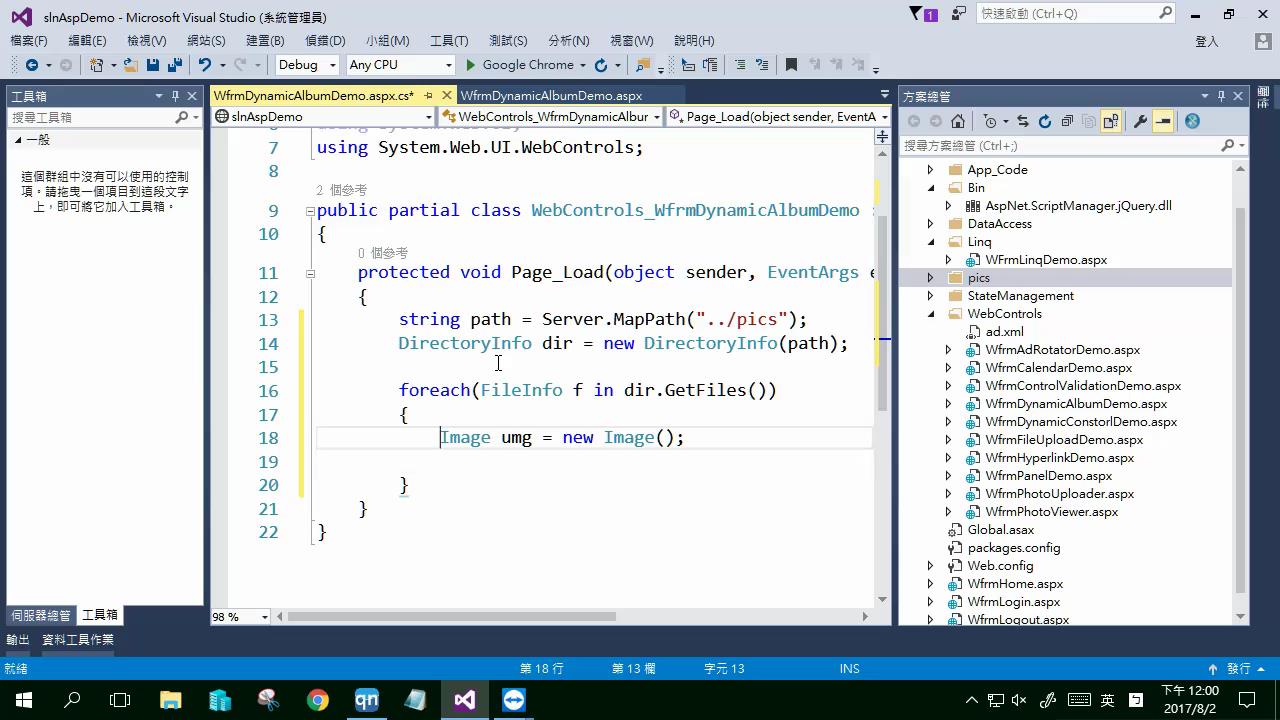 slnAspDemo - Microsoft Visual Studio (系統管理員)
1
快速啟動 (Ctrl+Q)
檔案(F) 編輯(E) 檢視(V) 網站(S) 建置(B) 偵錯(D) 小組(M) 工具(T) 測試(S) 分析(N) 視窗(W) 說明(H)
登入
Debug Any CPU Google Chrome
工具箱
搜尋工具箱
一般
這個群組中沒有可以使用的控制
項。請拖曳一個項目到這段文字
上，即可將它加入工具箱。
伺服器總管 工具箱
WfrmDynamicAlbumDemo.aspx.cs* WfrmDynamicAlbumDemo.aspx
slnAspDemo WebControls_WfrmDynamicAlbur Page_Load(object sender, EventA
7 using System.Web.UI.WebControls;
8
2 個參考
9 public partial class WebControls_WfrmDynamicAlbumDemo :
10 {
0 個參考
11 protected void Page_Load(object sender, EventArgs e
12 {
13 string path = Server.MapPath("../pics");
14 DirectoryInfo dir = new DirectoryInfo(path);
15
16 foreach(FileInfo f in dir.GetFiles())
17 {
18 Image umg = new Image();
19
20 }
21 }
22 }
98 %
方案總管
搜尋方案總管 (Ctrl+;)
App_Code
Bin
AspNet.ScriptManager.jQuery.dll
DataAccess
Linq
WFrmLinqDemo.aspx
pics
StateManagement
WebControls
ad.xml
WfrmAdRotatorDemo.aspx
WfrmCalendarDemo.aspx
WfrmControlValidationDemo.aspx
WfrmDynamicAlbumDemo.aspx
WfrmDynamicConstorlDemo.aspx
WfrmFileUploadDemo.aspx
WfrmHyperlinkDemo.aspx
WfrmPanelDemo.aspx
WfrmPhotoUploader.aspx
WfrmPhotoViewer.aspx
Global.asax
packages.config
Web.config
WfrmHome.aspx
WfrmLogin.aspx
WfrmLogout.aspx
輸出 資料工具作業
就緒 第 18 行 第 13 欄 字元 13 INS 發行
qn
英
下午 12:00
2017/8/2